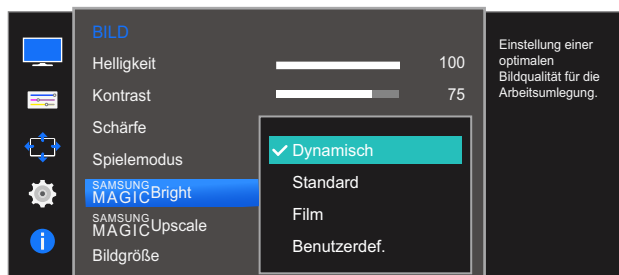 BILD
Helligkeit 100
Kontrast 75
Schärfe
Spielemodus
SAMSUNG
MAGICBright
SAMSUNG
MAGICUpscale
Bildgröße
Dynamisch
Standard
Film
Benutzerdef.
Einstellung einer
optimalen
Bildqualität für die
Arbeitsumlegung.